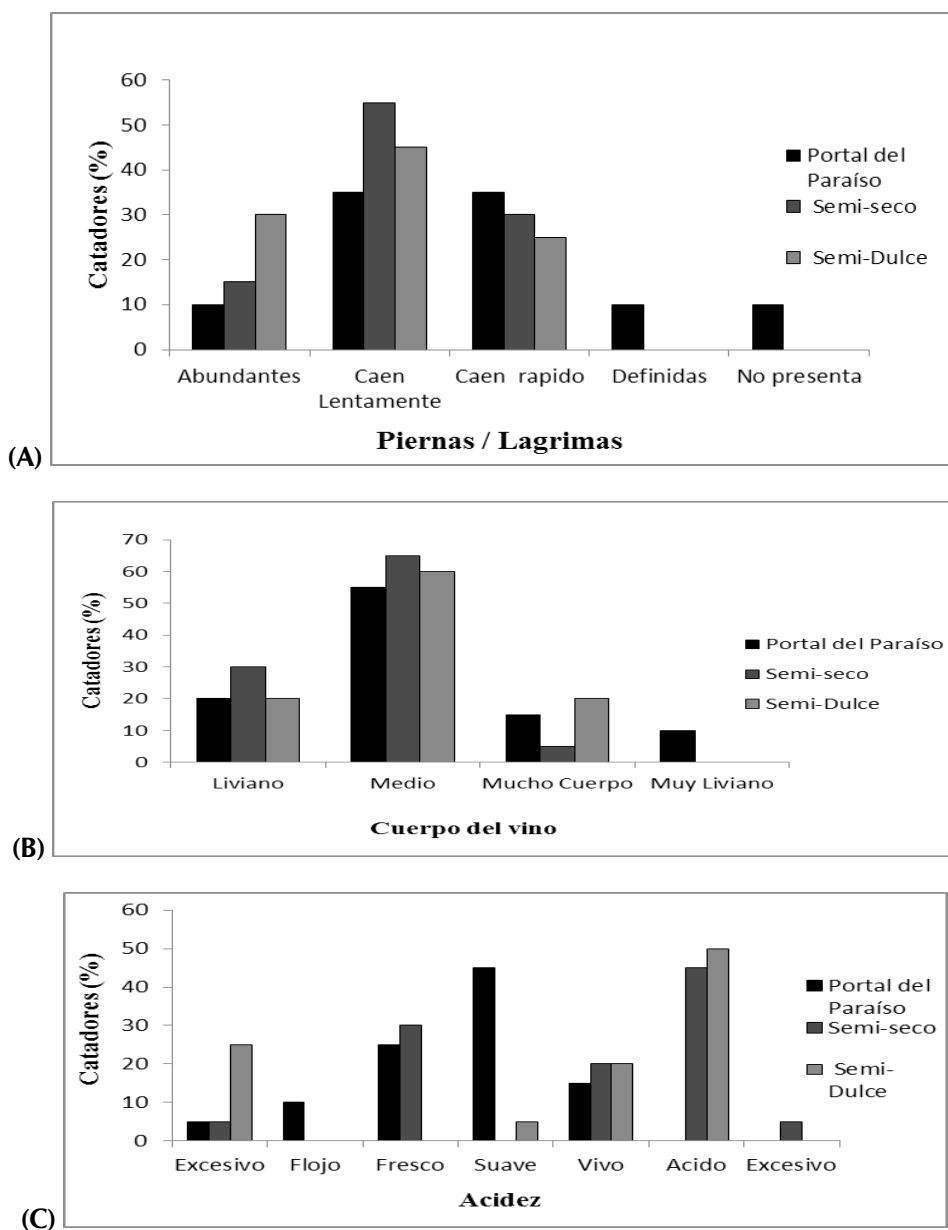 60
50
40
30
20
10
0
Catadores (%)
Portal del
Paraíso
Semi-seco
Semi-Dulce
Abundantes
Caen
Lentamente
Caen rapido
Definidas
No presenta
Piernas / Lagrimas
(A)
70
60
50
40
30
20
10
0
Catadores (%)
Portal del Paraíso
Semi-seco
Semi-Dulce
Liviano
Medio
Mucho Cuerpo
Muy Liviano
Cuerpo del vino
(B)
60
50
40
30
20
10
0
Catadores (%)
Portal del
Paraíso
Semi-seco
Semi-
Dulce
Excesivo
Flojo
Fresco
Suave
Vivo
Acido
Excesivo
Acidez
(C)